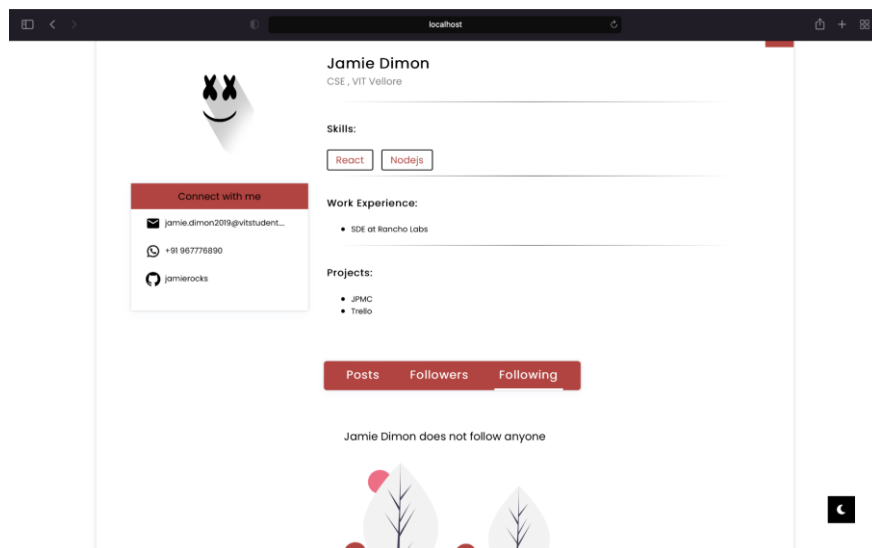 localhost
Jamie Dimon
CSE , VIT Vellore
Skills:
React Nodejs
Connect with me
jamie.dimon2019@vitstudent...
+91 967776890
jamierocks
Work Experience:
SDE at Rancho Labs
Projects:
JPMC
Trello
Posts Followers Following
Jamie Dimon does not follow anyone